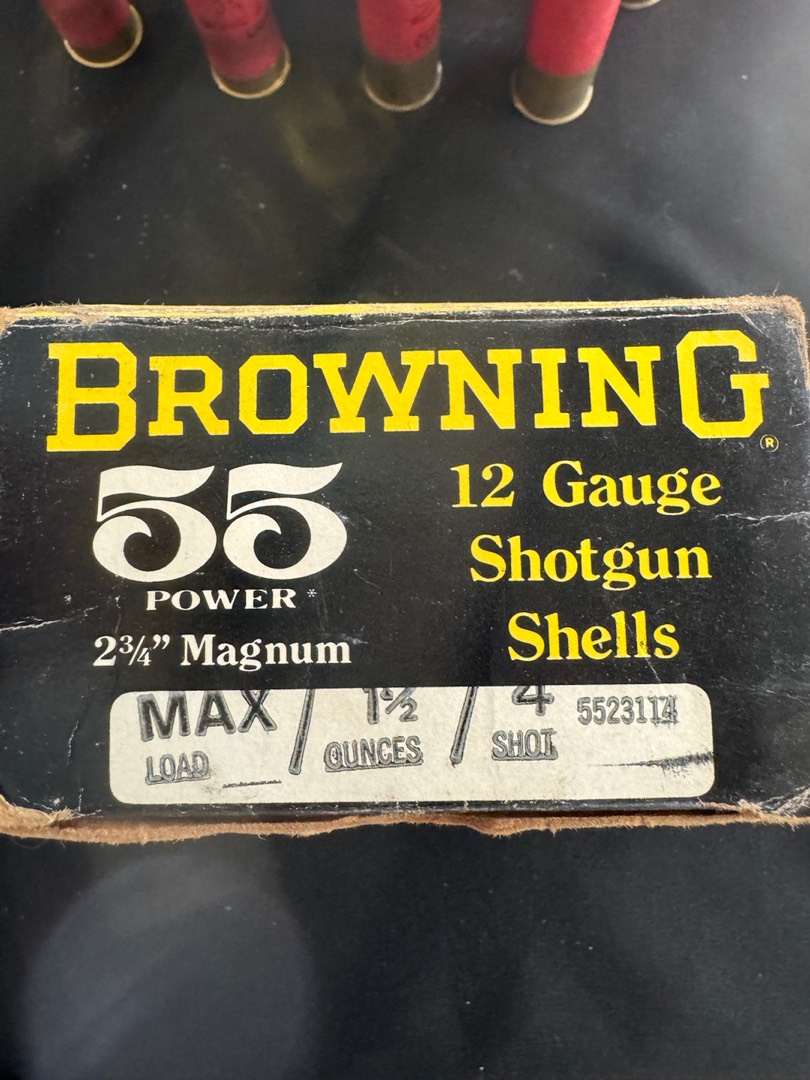 BROWNING®
55
POWER*
2¾” Magnum
12 Gauge
Shotgun
Shells
MAX / 1½ / 4 5523114
LOAD OUNCES SHOT